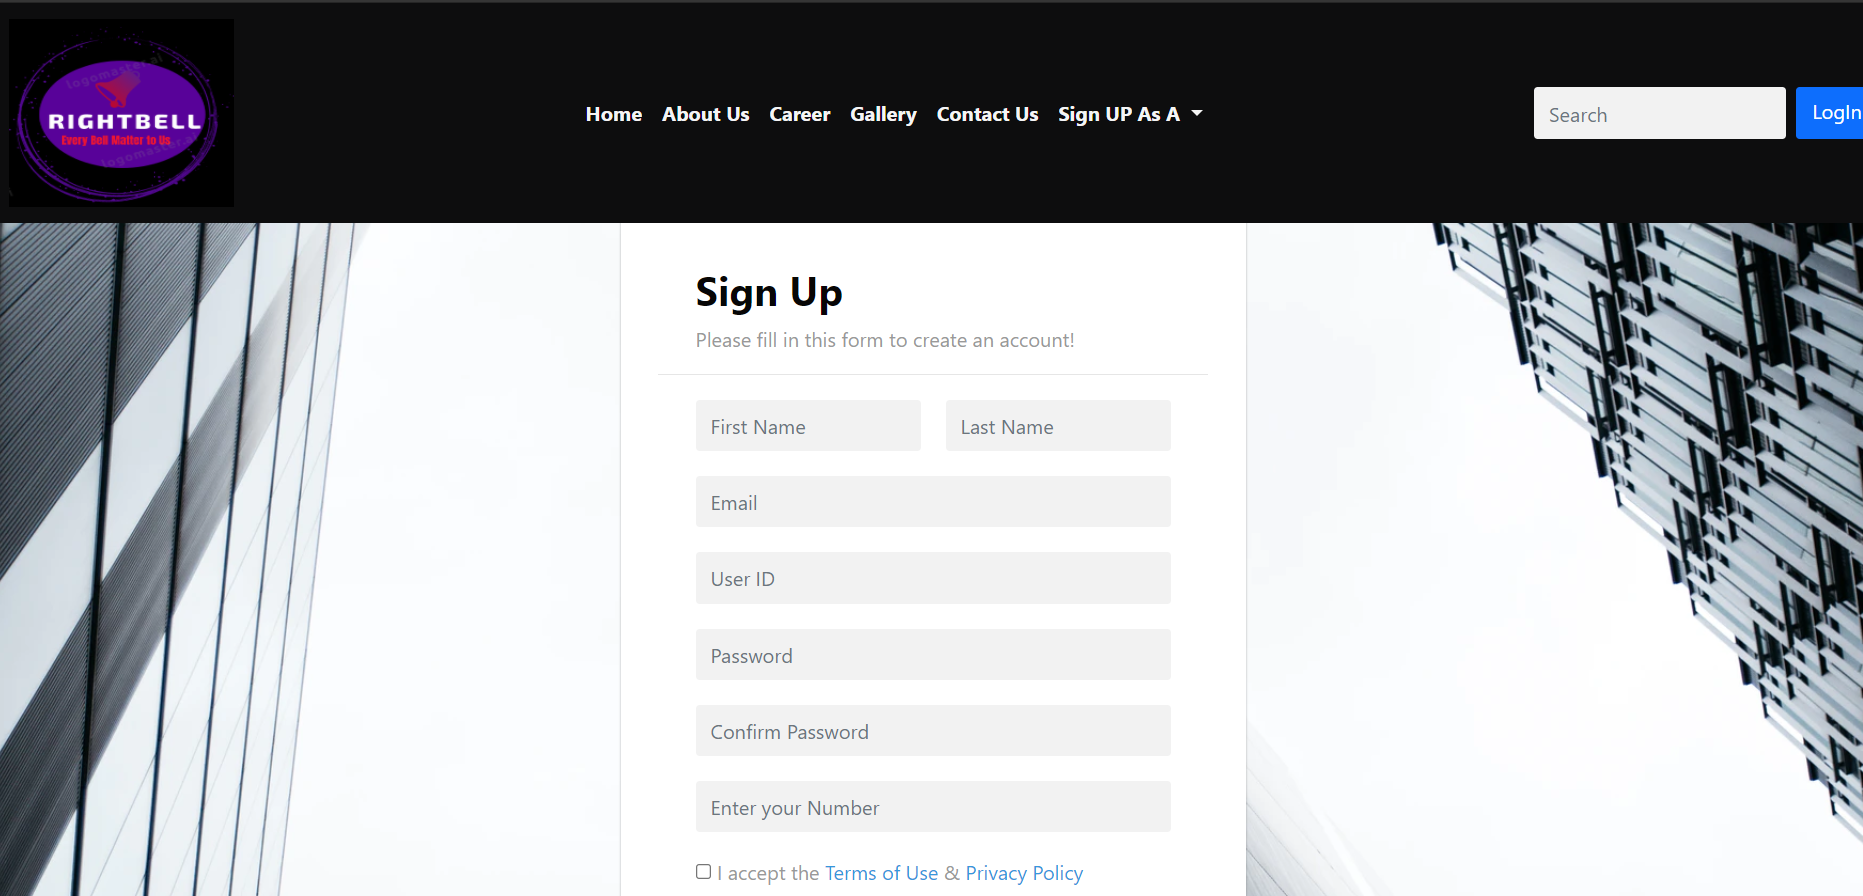 logomaster.ai
RIGHTBELL
Every Bell Matter to Us
logomaster.ai
Home About Us Career Gallery Contact Us Sign UP As A
Search
LogIn
Sign Up
Please fill in this form to create an account!
First Name Last Name
Email
User ID
Password
Confirm Password
Enter your Number
I accept the Terms of Use & Privacy Policy